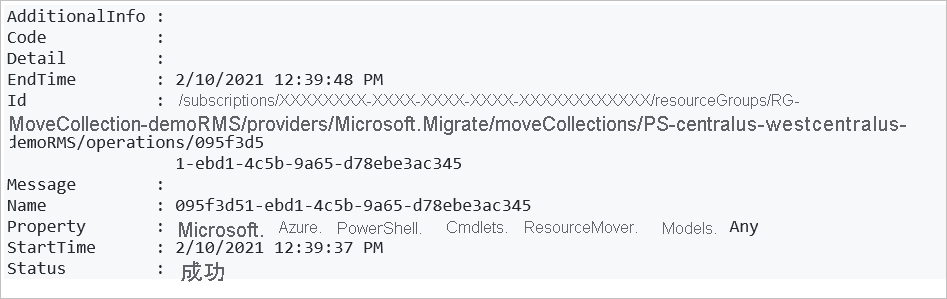 AdditionalInfo :
Code :
Detail :
EndTime : 2/10/2021 12:39:48 PM
Id : /subscriptions/XXXXXXXX-XXXX-XXXX-XXXX-XXXXXXXXXXXX/resourceGroups/RG-
MoveCollection-demoRMS/providers/Microsoft.Migrate/moveCollections/PS-centralus-westcentralus-
demoRMS/operations/095f3d5
1-ebd1-4c5b-9a65-d78ebe3ac345
Message :
Name : 095f3d51-ebd1-4c5b-9a65-d78ebe3ac345
Property : Microsoft. Azure. PowerShell. Cmdlets. ResourceMover. Models. Any
StartTime : 2/10/2021 12:39:37 PM
Status : 成功